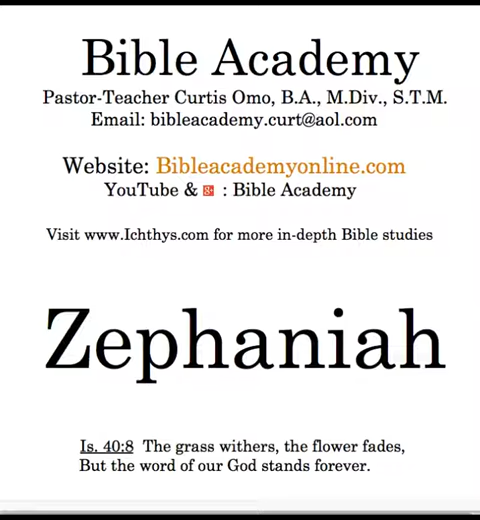 Bible Academy
Pastor-Teacher Curtis Omo, B.A., M.Div., S.T.M.
Email: bibleacademy.curt@aol.com
Website: Bibleacademyonline.com
YouTube & g+ : Bible Academy
Visit www.Ichthys.com for more in-depth Bible studies
Zephaniah
Is. 40:8 The grass withers, the flower fades,
But the word of our God stands forever.